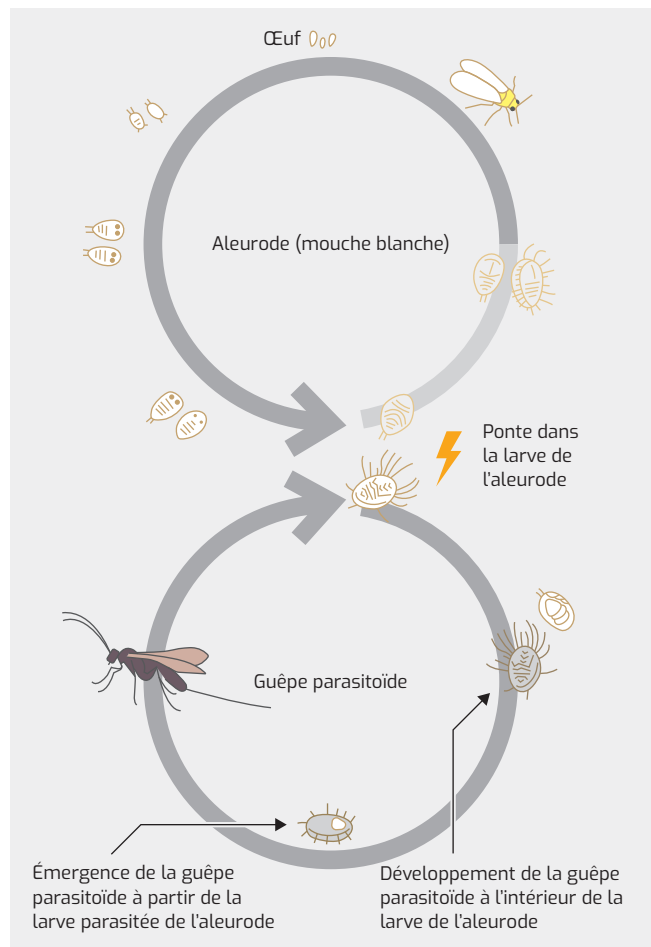 Œuf
Aleurode (mouche blanche)
Ponte dans
la larve de
l’aleurode
Guêpe parasitoïde
Émergence de la guêpe
parasitoïde à partir de la
larve parasitée de l’aleurode
Développement de la guêpe
parasitoïde à l’intérieur de la
larve de l’aleurode